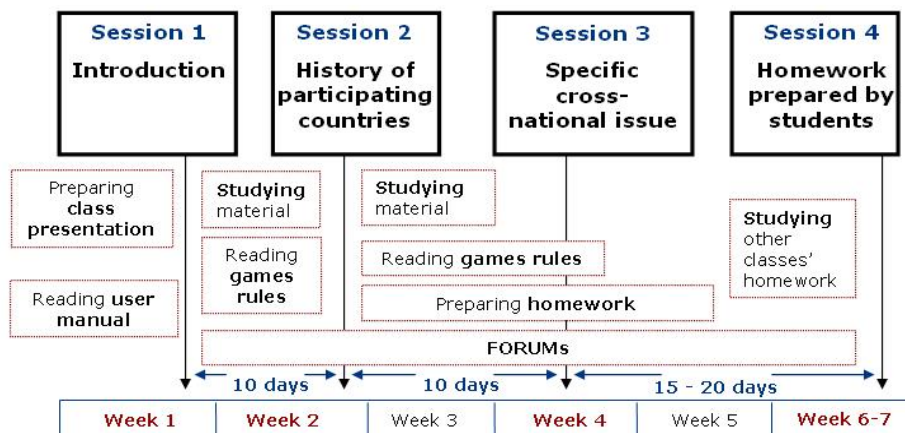 Session 1
Introduction
Session 2
History of
participating
countries
Session 3
Specific
cross-
national issue
Session 4
Homework
prepared by
students
Preparing
class
presentation
Reading user
manual
Studying
material
Reading
games
rules
Studying
material
Reading games rules
Preparing homework
Studying
other
classes'
homework
FORUMs
10 days
10 days
15 - 20 days
Week 1
Week 2
Week 3
Week 4
Week 5
Week 6-7